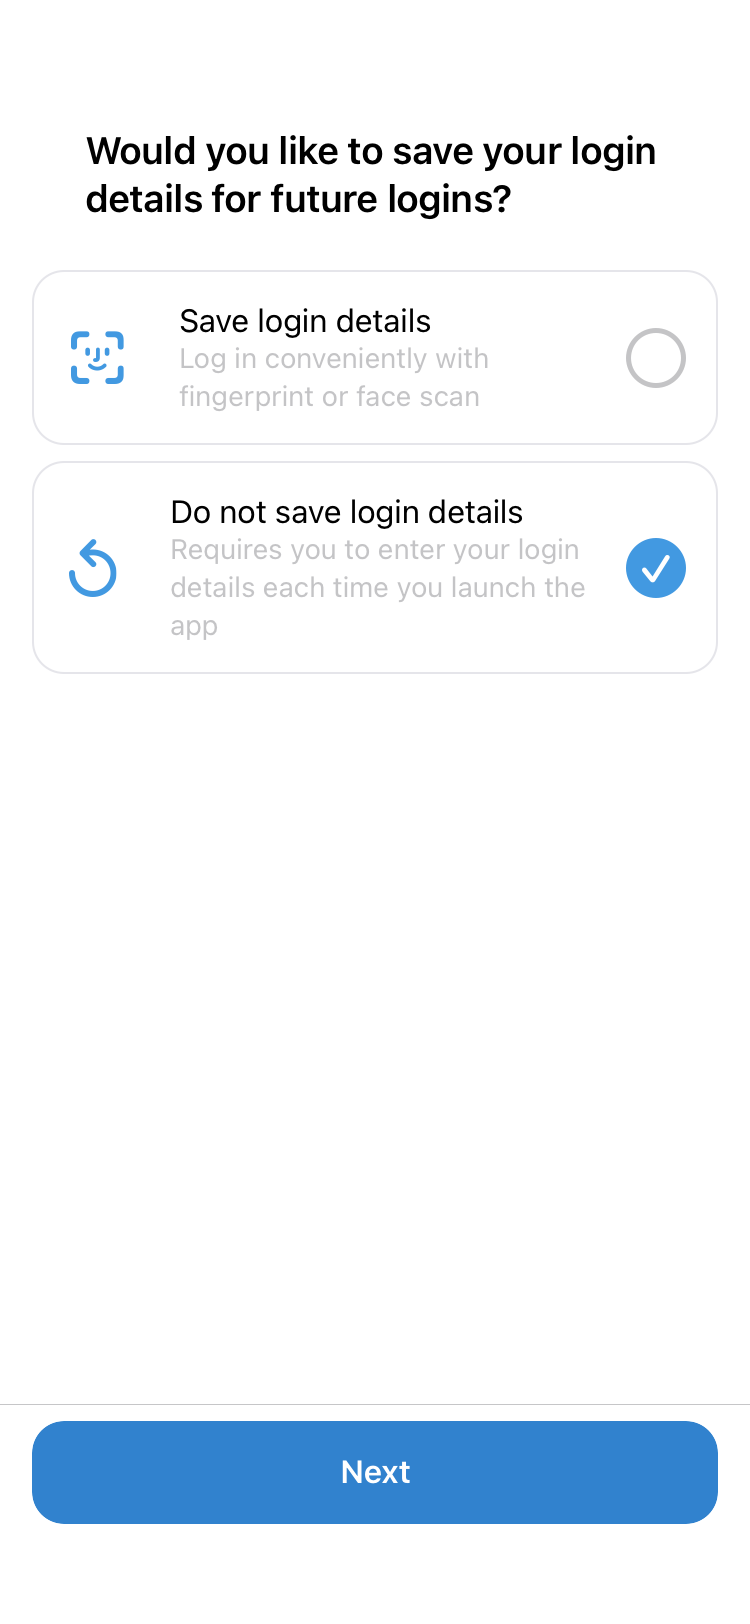 Would you like to save your login
details for future logins?
Save login details
Log in conveniently with
fingerprint or face scan
Do not save login details
Requires you to enter your login
details each time you launch the
app
Next